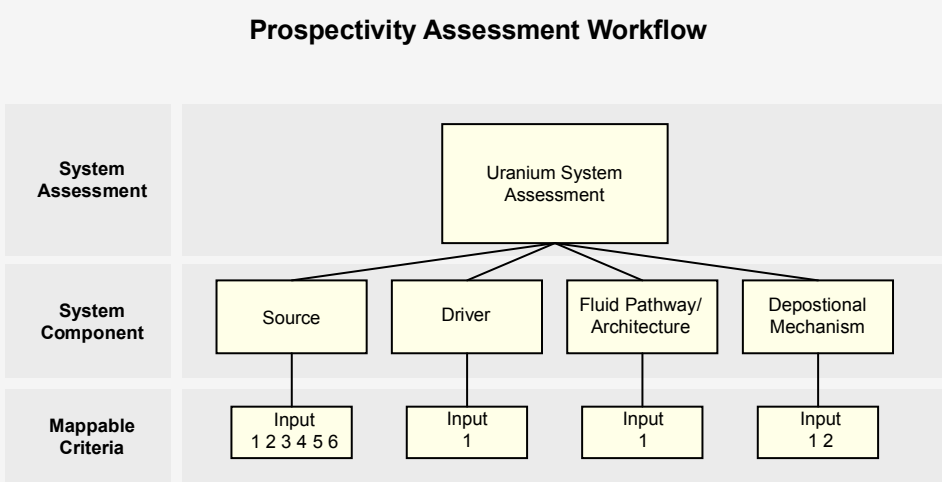 Prospectivity Assessment Workflow
System
Assessment
Uranium System
Assessment
System
Component
Source
Driver
Fluid Pathway/
Architecture
Depostional
Mechanism
Mappable
Criteria
Input
1 2 3 4 5 6
Input
1
Input
1
Input
1 2